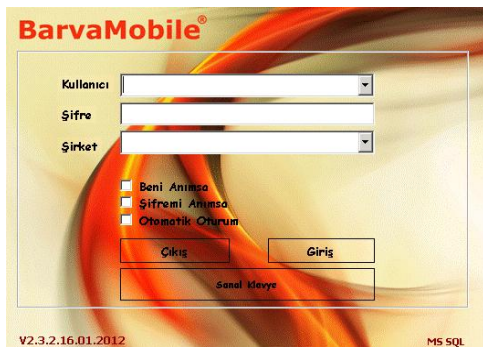 BarvaMobile®
Kullanıcı
Şifre
Şirket
Beni Anımsa
Şifremi Anımsa
Otomatik Oturum
Çıkış Giriş
Sanal Klavye
V2.3.2.16.01.2012 MS SQL